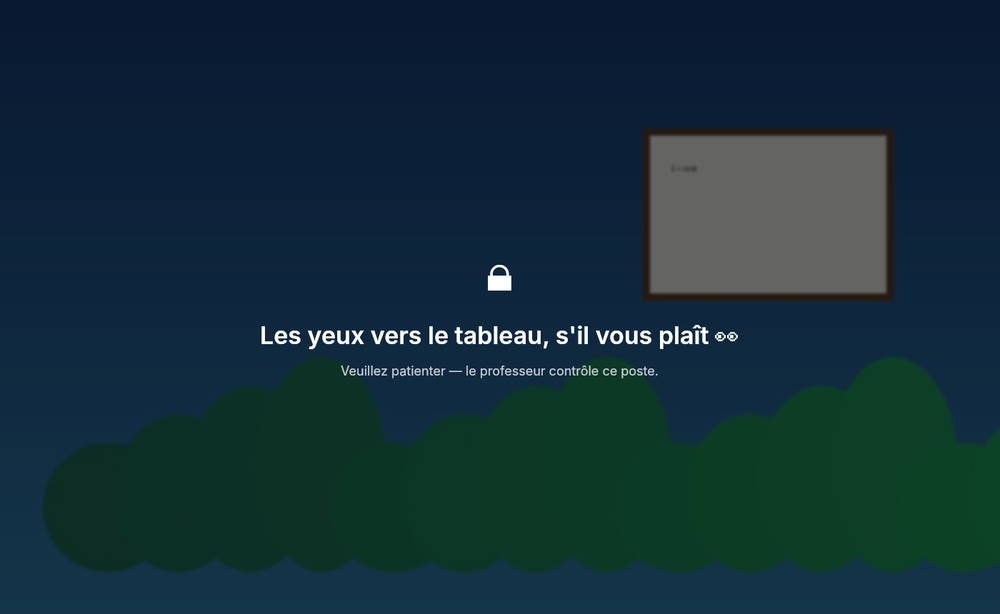 Les yeux vers le tableau, s'il vous plaît 👀
Veuillez patienter — le professeur contrôle ce poste.